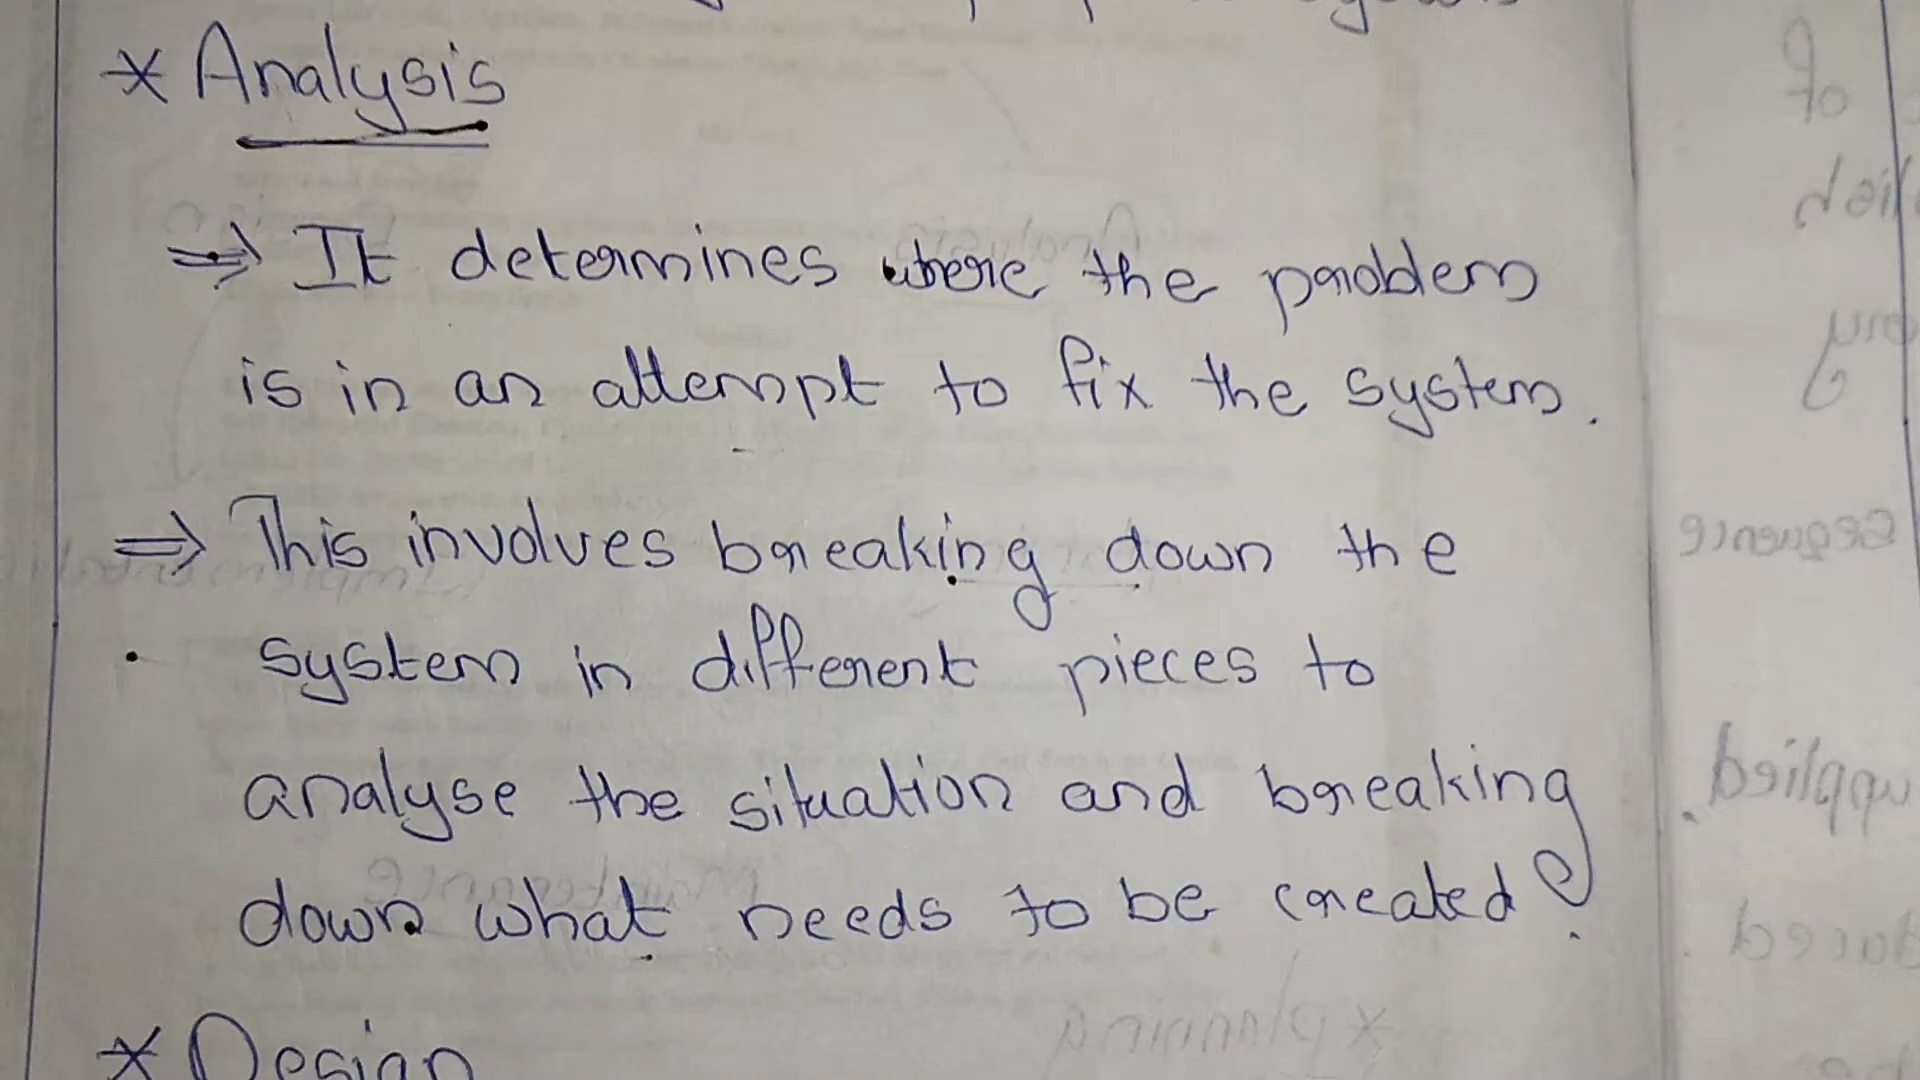 * Analysis
⇒ It determines where the problem
is in an attempt to fix the system.
⇒ This involves breaking down the
system in different pieces to
analyse the situation and breaking
down what needs to be created.
* Design